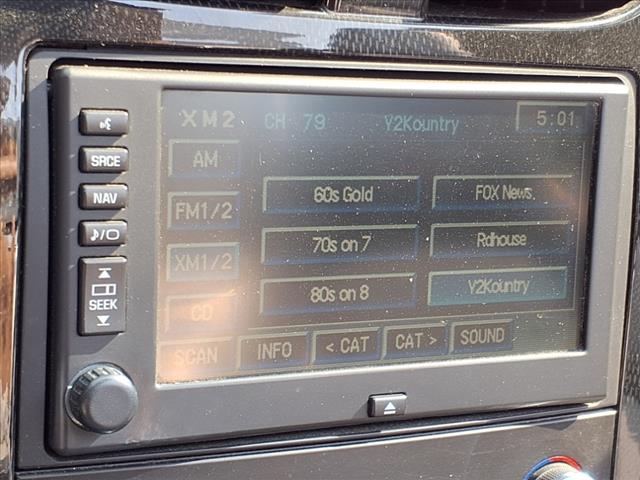 XM2 CH 79 Y2Kountry 5:01
AM
60s Gold FOX News.
FM1/2
70s on 7 Rdhouse
XM1/2
80s on 8 Y2Kountry
CD
SCAN INFO < CAT CAT > SOUND
SRCE
NAV
SEEK